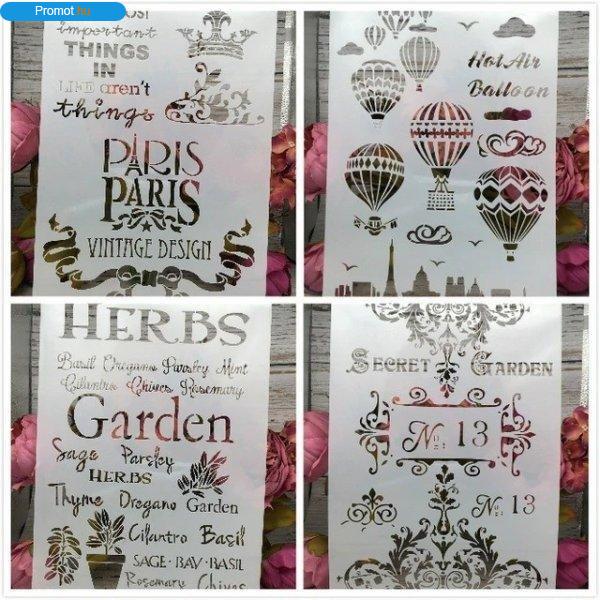 Promot hu
MOST
important
THINGS
IN
LIFE aren't
things
PARIS
PARIS
VINTAGE DESIGN
Hot Air
Balloon
HERBS
Basil Oregano Parsley Mint
Cilantro Chives Rosemary
Garden
Sage Parsley
HERBS
Thyme Oregano Garden
Cilantro Basil
SAGE·BAY·BASIL
Rosemary Chives
SECRET GARDEN
No: 13
No: 13